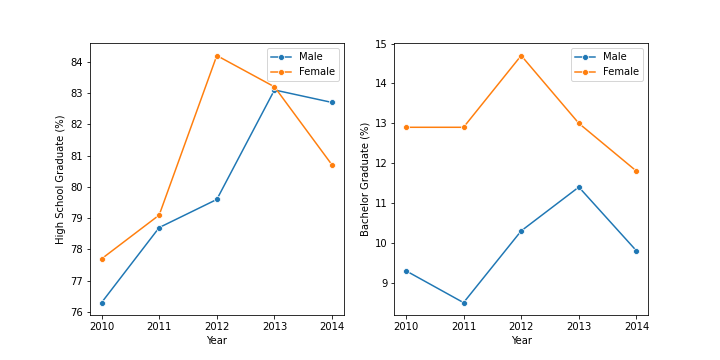 High School Graduate (%)
84
83
82
81
80
79
78
77
76
2010 2011 2012 2013 2014
Year
Male
Female
Bachelor Graduate (%)
15
14
13
12
11
10
9
2010 2011 2012 2013 2014
Year
Male
Female